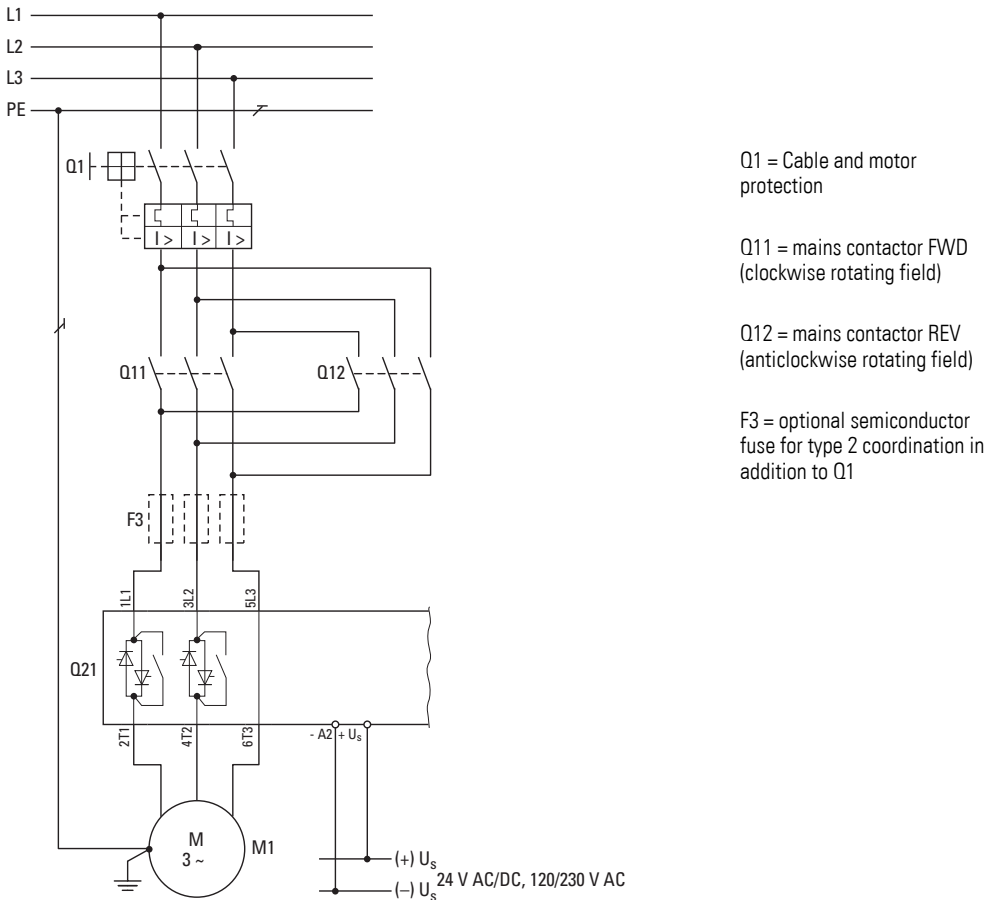 L1
L2
L3
PE
Q1
I > I > I >
Q1 = Cable and motor
protection
Q11 = mains contactor FWD
(clockwise rotating field)
Q12 = mains contactor REV
(anticlockwise rotating field)
F3 = optional semiconductor
fuse for type 2 coordination in
addition to Q1
Q11
Q12
F3
1L1
3L2
5L3
Q21
2T1
4T2
6T3
- A2
+ Us
M
3 ~
M1
(+) Us
(–) Us
24 V AC/DC, 120/230 V AC